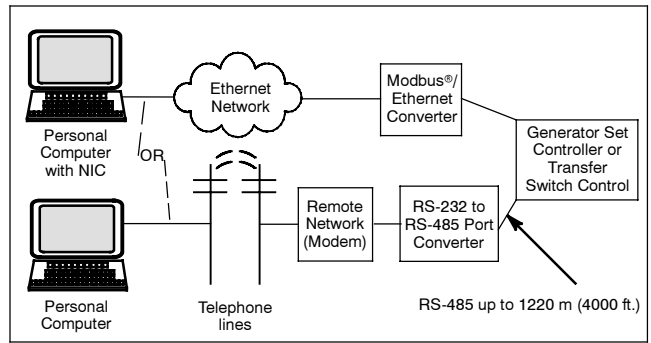 Personal
Computer
with NIC
OR
Ethernet
Network
Modbus®/
Ethernet
Converter
Generator Set
Controller or
Transfer
Switch Control
Personal
Computer
Telephone
lines
Remote
Network
(Modem)
RS-232 to
RS-485 Port
Converter
RS-485 up to 1220 m (4000 ft.)